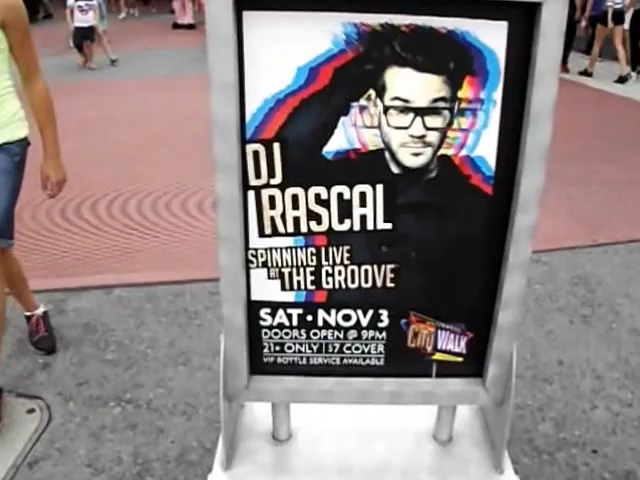 DJ
RASCAL
SPINNING LIVE
AT THE GROOVE
SAT • NOV 3
DOORS OPEN @ 9PM
21+ ONLY | $7 COVER
VIP BOTTLE SERVICE AVAILABLE
CITY WALK